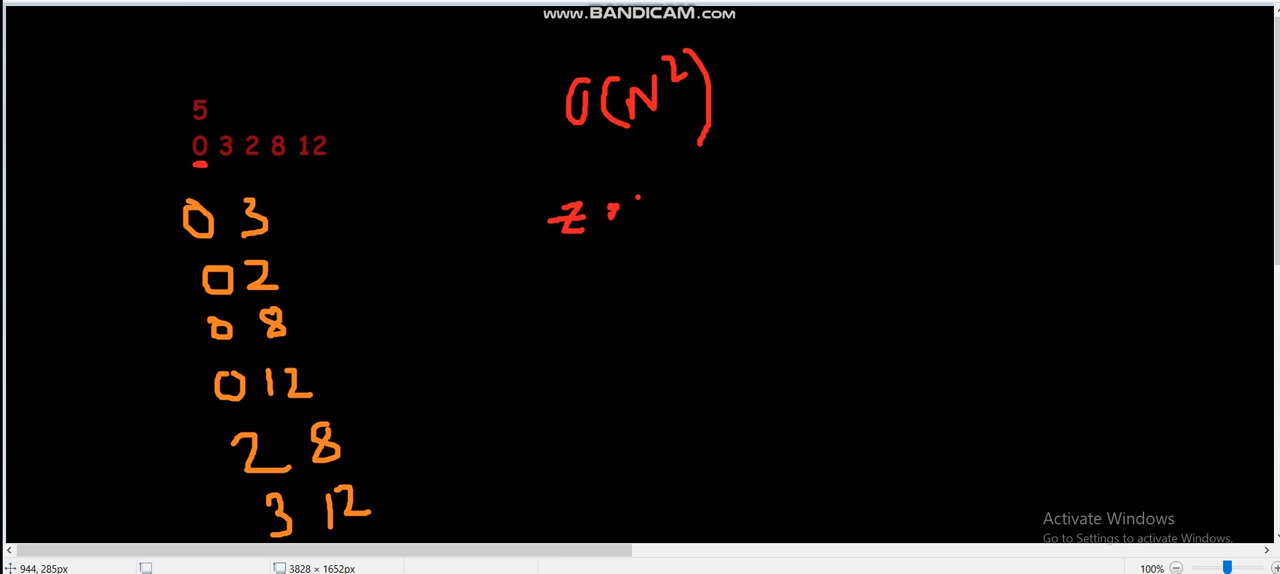 www.BANDICAM.com
O(N²)
5
0 3 2 8 12
0 3
0 2
0 8
0 12
2 8
3 12
Activate Windows
Go to Settings to activate Windows.
944, 285px
3828 × 1652px
100%